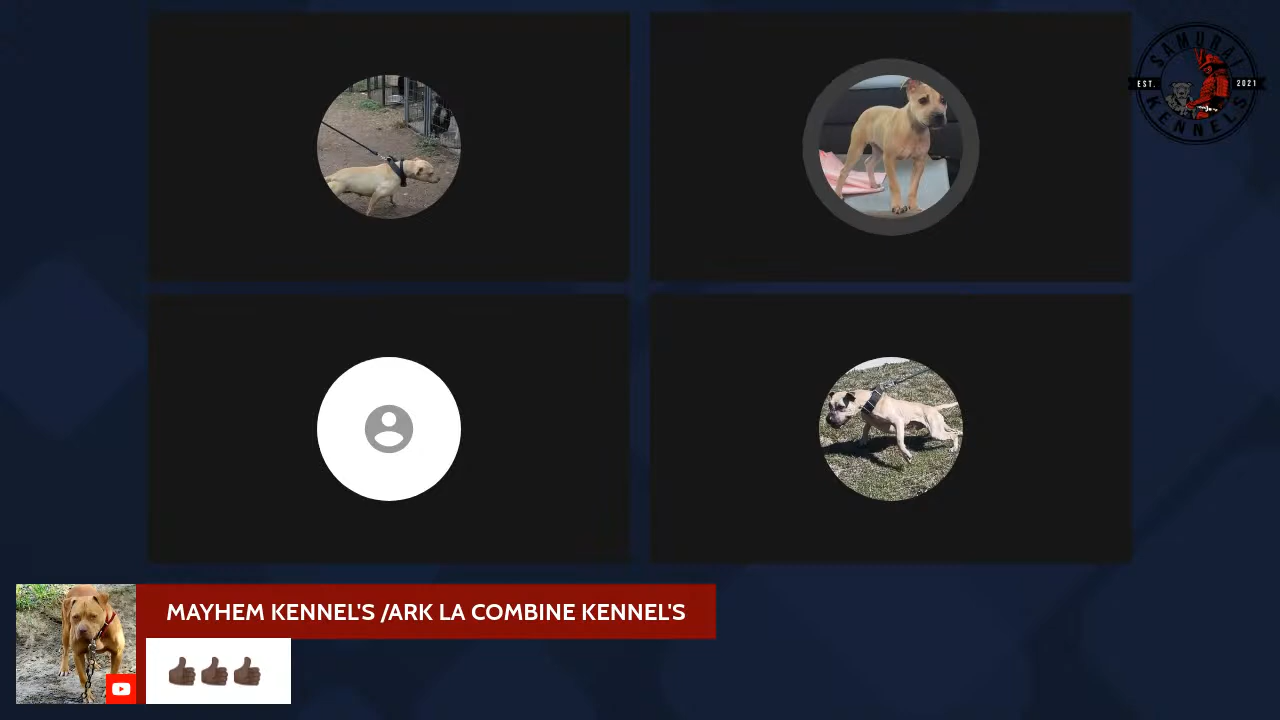 SAMURAI
EST. 2021
KENNELS
MAYHEM KENNEL'S /ARK LA COMBINE KENNEL'S
👍🏿👍🏿👍🏿